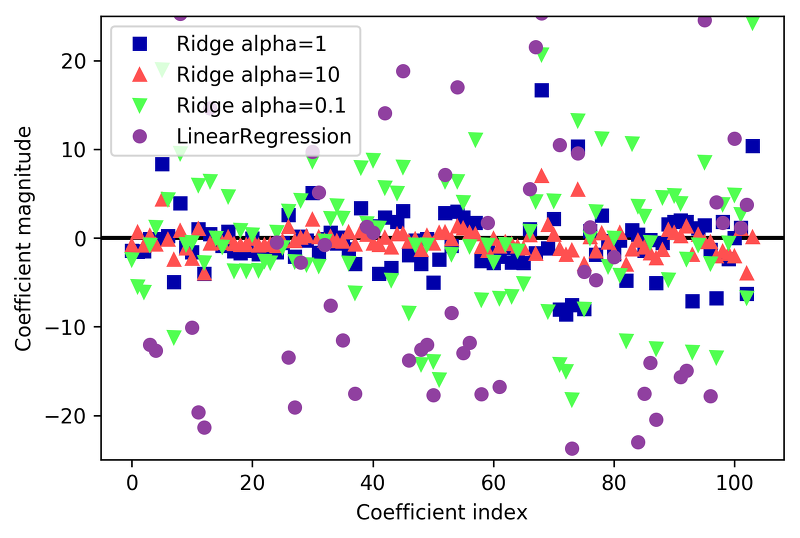 Ridge alpha=1
Ridge alpha=10
Ridge alpha=0.1
LinearRegression
20
10
0
−10
−20
Coefficient magnitude
0 20 40 60 80 100
Coefficient index